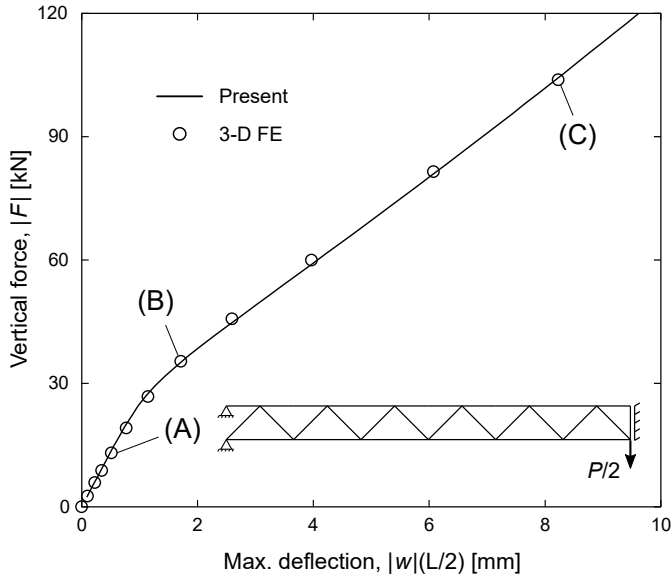 120
90
60
30
0
Vertical force, |F| [kN]
Present
3-D FE
(C)
(B)
(A)
P/2
0
2
4
6
8
10
Max. deflection, |w|(L/2) [mm]